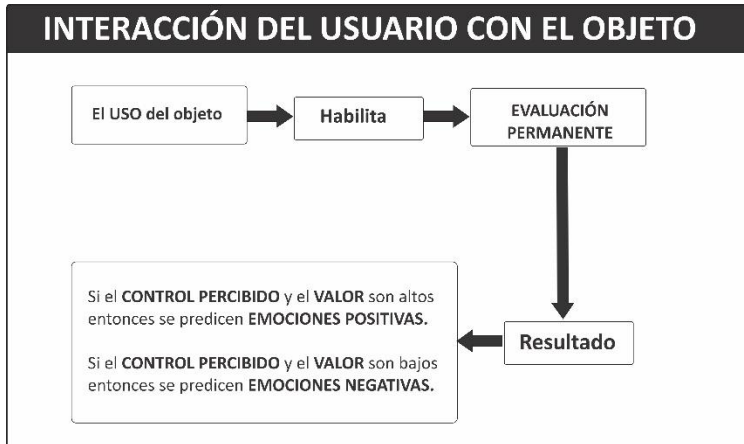 INTERACCIÓN DEL USUARIO CON EL OBJETO
El USO del objeto
Habilita
EVALUACIÓN
PERMANENTE
Resultado
Si el CONTROL PERCIBIDO y el VALOR son altos
entonces se predicen EMOCIONES POSITIVAS.
Si el CONTROL PERCIBIDO y el VALOR son bajos
entonces se predicen EMOCIONES NEGATIVAS.